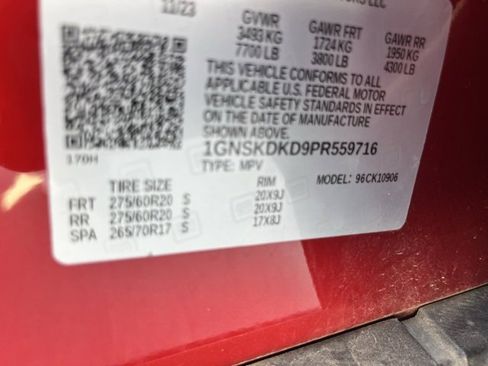 11/23
GVWR GAWR FRT GAWR RR
3493 KG 1724 KG 1950 KG
7700 LB 3800 LB 4300 LB
THIS VEHICLE CONFORMS TO ALL
APPLICABLE U.S. FEDERAL MOTOR
VEHICLE SAFETY STANDARDS IN EFFECT
ON THE DATE OF MANUFACTURE
SHOWN ABOVE.
1GNSKDKD9PR559716
170H TYPE: MPV MODEL: 96CK10906
TIRE SIZE RIM
FRT 275/60R20 S 20X9J
RR 275/60R20 S 20X9J
SPA 265/70R17 S 17X8J